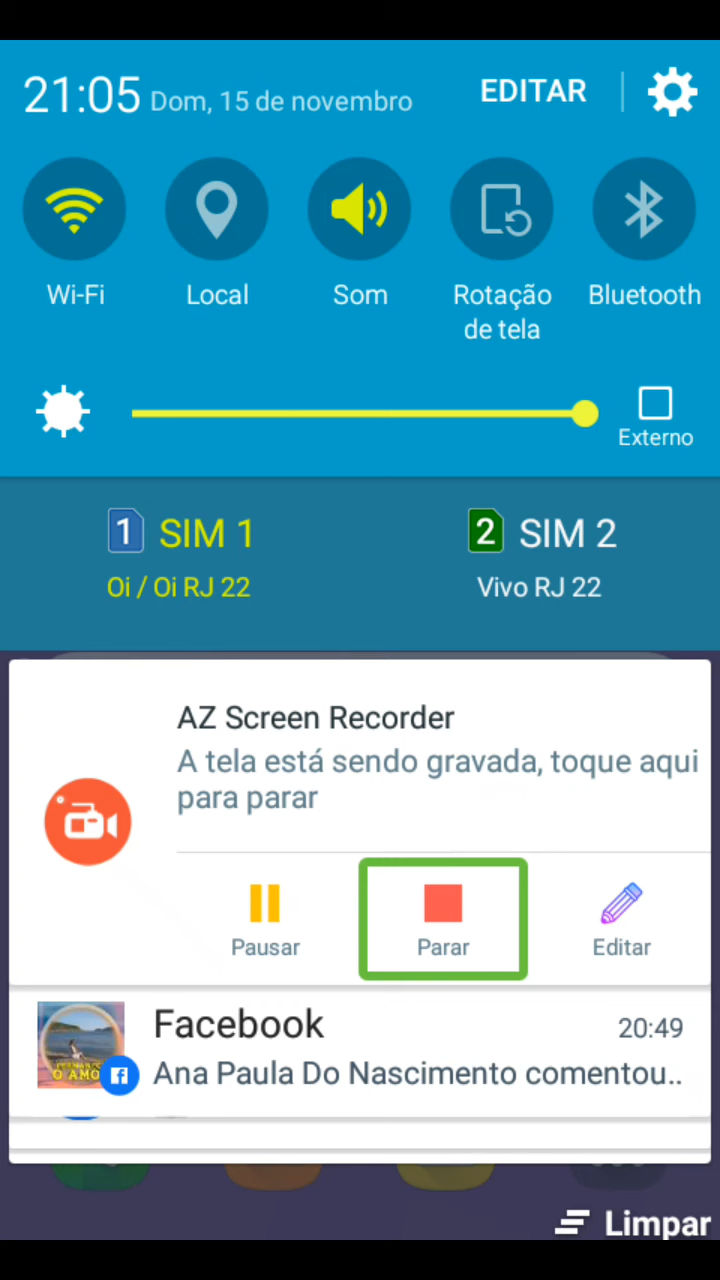 21:05 Dom, 15 de novembro EDITAR
Wi-Fi Local Som Rotação de tela Bluetooth
Externo
1 SIM 1 2 SIM 2
Oi / Oi RJ 22 Vivo RJ 22
AZ Screen Recorder
A tela está sendo gravada, toque aqui
para parar
Pausar Parar Editar
Facebook 20:49
O AMO
Ana Paula Do Nascimento comentou..
Limpar